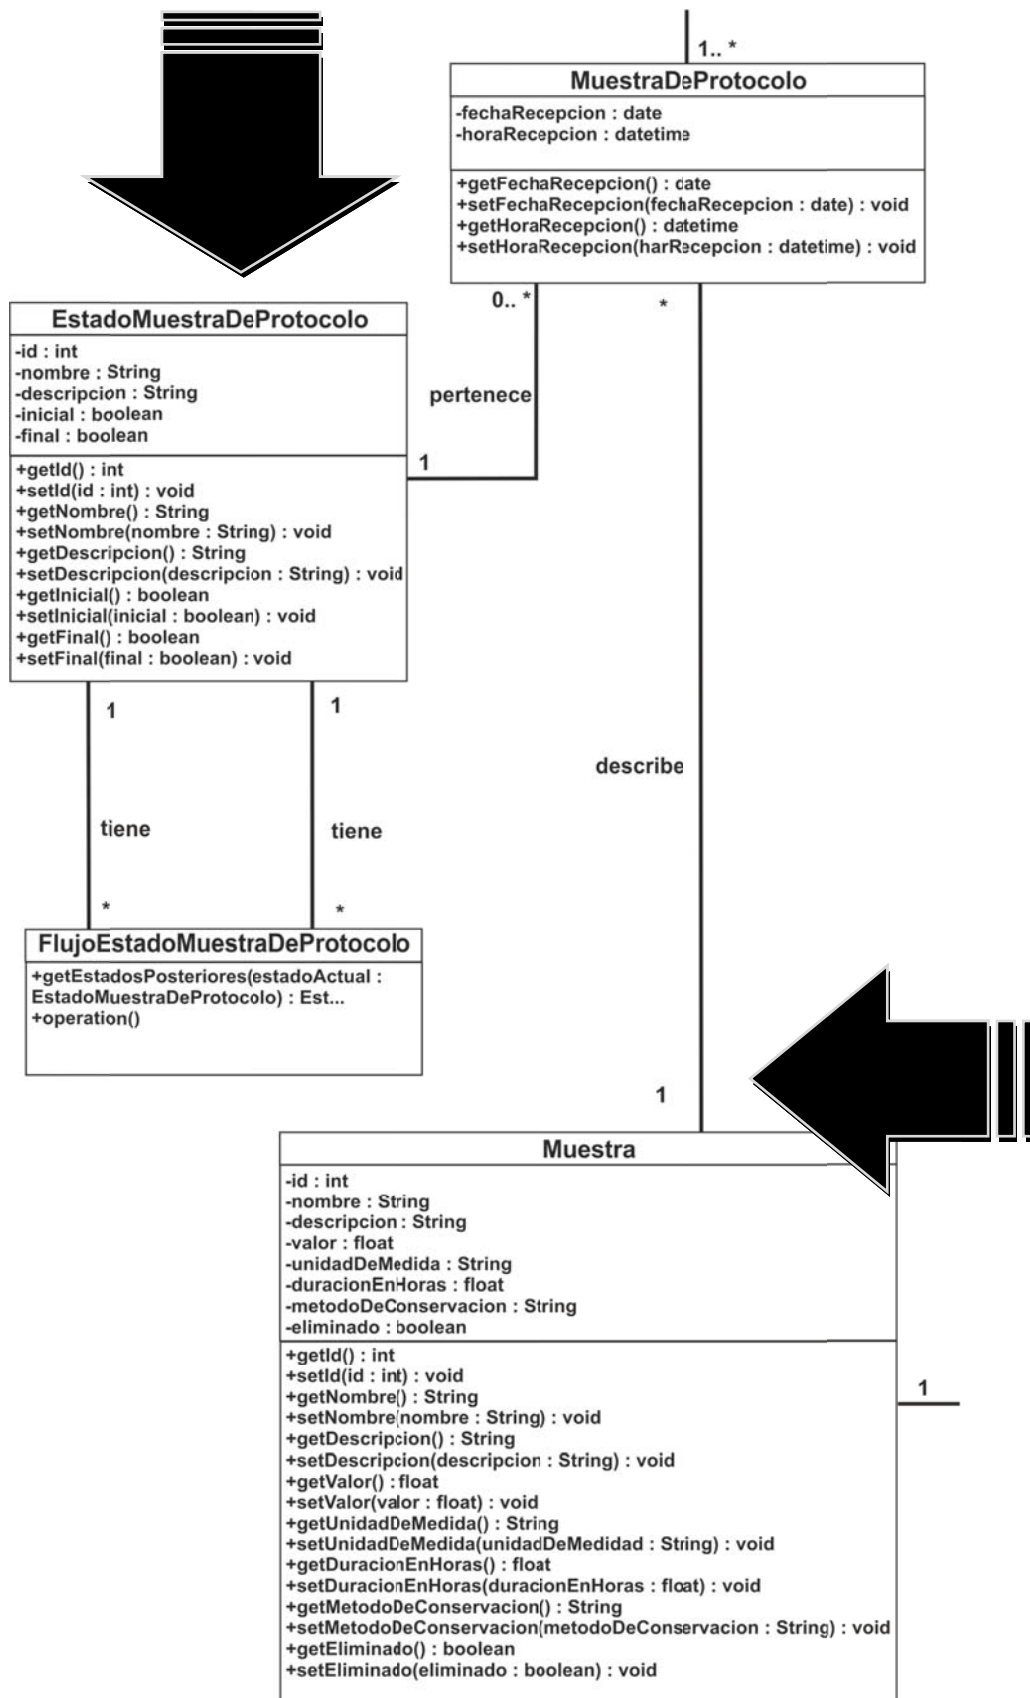 1.. *
MuestraDeProtocolo
-fechaRecepcion : date
-horaRecepcion : datetime
+getFechaRecepcion() : date
+setFechaRecepcion(fechaRecepcion : date) : void
+getHoraRecepcion() : datetime
+setHoraRecepcion(harRecepcion : datetime) : void
0.. *
*
EstadoMuestraDeProtocolo
-id : int
-nombre : String
-descripcion : String
-inicial : boolean
-final : boolean
pertenece
1
+getId() : int
+setId(id : int) : void
+getNombre() : String
+setNombre(nombre : String) : void
+getDescripcion() : String
+setDescripcion(descripcion : String) : void
+getInicial() : boolean
+setInicial(inicial : boolean) : void
+getFinal() : boolean
+setFinal(final : boolean) : void
1
1
describe
tiene
tiene
*
*
FlujoEstadoMuestraDeProtocolo
+getEstadosPosteriores(estadoActual :
EstadoMuestraDeProtocolo) : Est...
+operation()
1
Muestra
-id : int
-nombre : String
-descripcion : String
-valor : float
-unidadDeMedida : String
-duracionEnHoras : float
-metodoDeConservacion : String
-eliminado : boolean
+getId() : int
+setId(id : int) : void
+getNombre() : String
+setNombre(nombre : String) : void
+getDescripcion() : String
+setDescripcion(descripcion : String) : void
+getValor() : float
+setValor(valor : float) : void
+getUnidadDeMedida() : String
+setUnidadDeMedida(unidadDeMedidad : String) : void
+getDuracionEnHoras() : float
+setDuracionEnHoras(duracionEnHoras : float) : void
+getMetodoDeConservacion() : String
+setMetodoDeConservacion(metodoDeConservacion : String) : void
+getEliminado() : boolean
+setEliminado(eliminado : boolean) : void
1